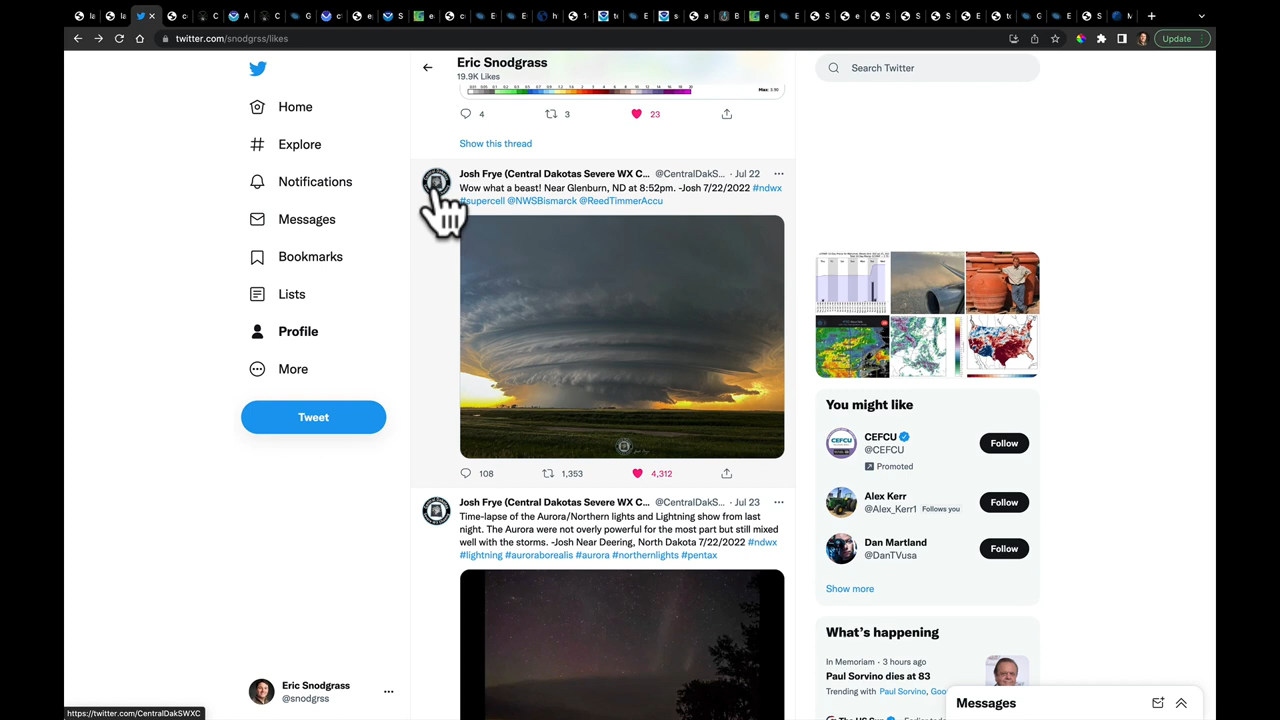 twitter.com/snodgrss/likes
Update
Eric Snodgrass
19.9K Likes
Search Twitter
Home
Explore
Notifications
Messages
Bookmarks
Lists
Profile
More
Tweet
Max: 3.93
4
3
23
Show this thread
Josh Frye (Central Dakotas Severe WX C... @CentralDakS... · Jul 22
Wow what a beast! Near Glenburn, ND at 8:52pm. -Josh 7/22/2022 #ndwx
#supercell @NWSBismarck @ReedTimmerAccu
108
1,353
4,312
Josh Frye (Central Dakotas Severe WX C... @CentralDakS... · Jul 23
Time-lapse of the Aurora/Northern lights and Lightning show from last
night. The Aurora were not overly powerful for the most part but still mixed
well with the storms. -Josh Near Deering, North Dakota 7/22/2022 #ndwx
#lightning #auroraborealis #aurora #northernlights #pentax
You might like
CEFCU
@CEFCU
Promoted
Follow
Alex Kerr
@Alex_Kerr1 Follows you
Follow
Dan Martland
@DanTVusa
Follow
Show more
What's happening
In Memoriam · 3 hours ago
Paul Sorvino dies at 83
Trending with Paul Sorvino, Goo
Messages
Eric Snodgrass
@snodgrss
https://twitter.com/CentralDakSWXC